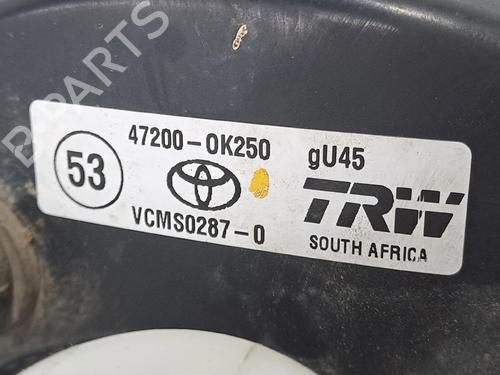 B-PARTS
53
47200-0K250 gU45
TRW
VCMS0287-0
SOUTH AFRICA